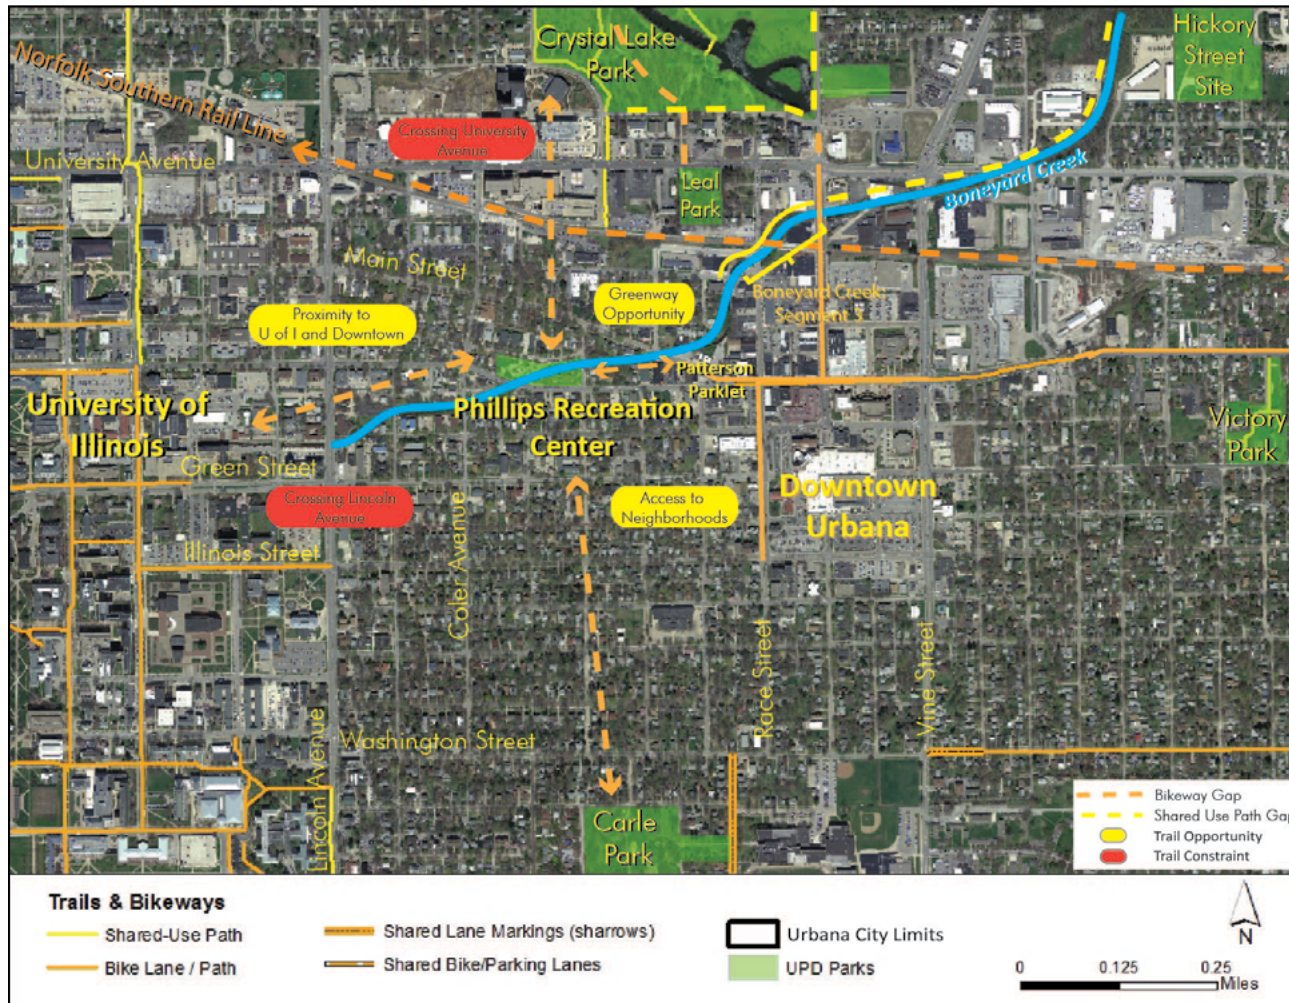 Crystal Lake
Park
Hickory
Street
Site
Norfolk Southern Rail Line
Crossing University
Avenue
University Avenue
Boneyard Creek
Leal
Park
Main Street
Greenway
Opportunity
Boneyard Creek:
Segment 3
Proximity to
U of I and Downtown
Patterson
Parklet
University of
Illinois
Phillips Recreation
Center
Victory
Park
Green Street
Crossing Lincoln
Avenue
Access to
Neighborhoods
Downtown
Urbana
Illinois Street
Coler Avenue
Race Street
Vine Street
Lincoln Avenue
Washington Street
Carle
Park
Bikeway Gap
Shared Use Path Gap
Trail Opportunity
Trail Constraint
Trails & Bikeways
Shared-Use Path
Bike Lane / Path
Shared Lane Markings (sharrows)
Shared Bike/Parking Lanes
Urbana City Limits
UPD Parks
N
0 0.125 0.25
Miles